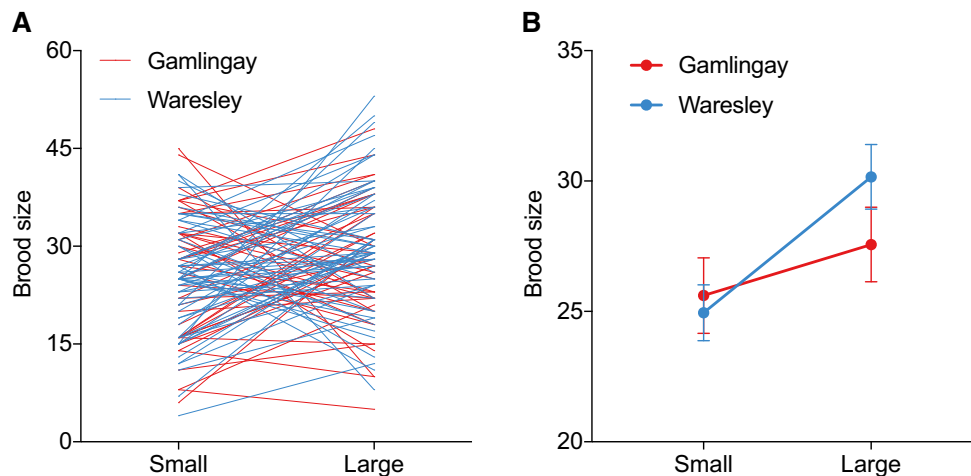 A
60
45
30
15
0
Brood size
Gamlingay
Waresley
Small
Large
B
35
30
25
20
Brood size
Gamlingay
Waresley
Small
Large